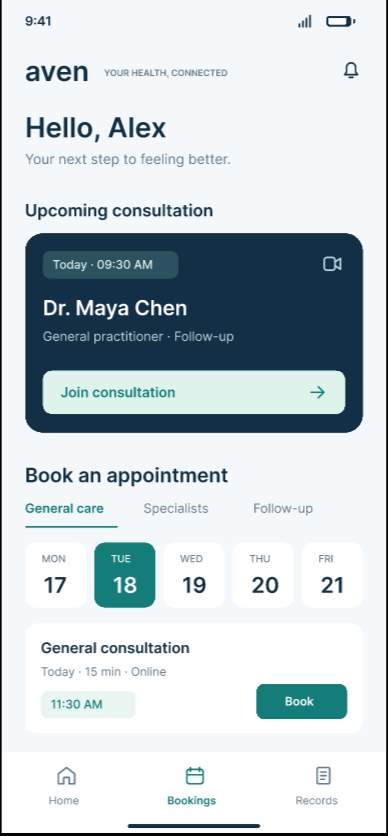 9:41
aven YOUR HEALTH, CONNECTED
Hello, Alex
Your next step to feeling better.
Upcoming consultation
Today · 09:30 AM
Dr. Maya Chen
General practitioner · Follow-up
Join consultation
Book an appointment
General care Specialists Follow-up
MON TUE WED THU FRI
17 18 19 20 21
General consultation
Today · 15 min · Online
11:30 AM
Book
Home Bookings Records